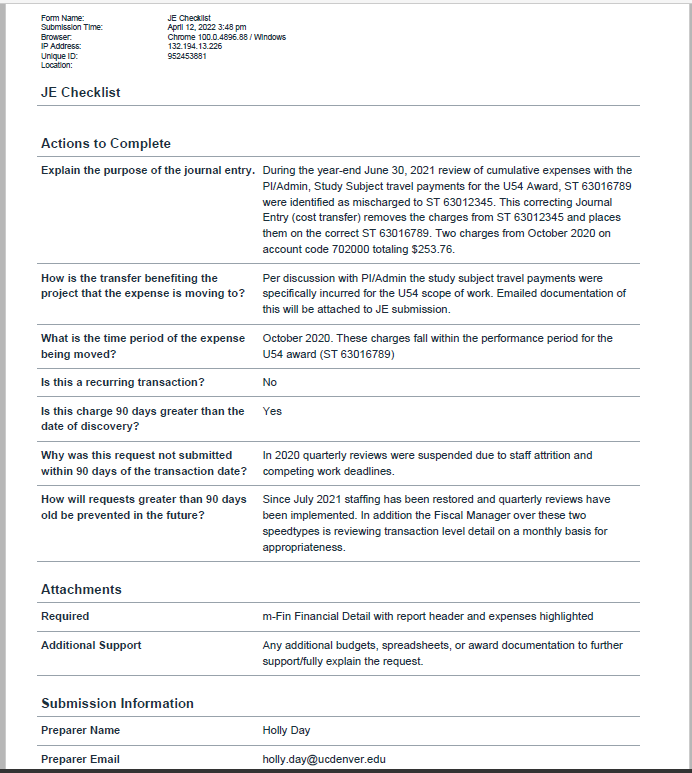 Form Name: JE Checklist
Submission Time: April 12, 2022 3:48 pm
Browser: Chrome 100.0.4896.88 / Windows
IP Address: 132.194.13.226
Unique ID: 952453881
Location:
JE Checklist
Actions to Complete
Explain the purpose of the journal entry. During the year-end June 30, 2021 review of cumulative expenses with the
PI/Admin, Study Subject travel payments for the U54 Award, ST 63016789
were identified as mischarged to ST 63012345. This correcting Journal
Entry (cost transfer) removes the charges from ST 63012345 and places
them on the correct ST 63016789. Two charges from October 2020 on
account code 702000 totaling $253.76.
How is the transfer benefiting the
project that the expense is moving to?
Per discussion with PI/Admin the study subject travel payments were
specifically incurred for the U54 scope of work. Emailed documentation of
this will be attached to JE submission.
What is the time period of the expense
being moved?
October 2020. These charges fall within the performance period for the
U54 award (ST 63016789)
Is this a recurring transaction? No
Is this charge 90 days greater than the
date of discovery?
Yes
Why was this request not submitted
within 90 days of the transaction date?
In 2020 quarterly reviews were suspended due to staff attrition and
competing work deadlines.
How will requests greater than 90 days
old be prevented in the future?
Since July 2021 staffing has been restored and quarterly reviews have
been implemented. In addition the Fiscal Manager over these two
speedtypes is reviewing transaction level detail on a monthly basis for
appropriateness.
Attachments
Required m-Fin Financial Detail with report header and expenses highlighted
Additional Support Any additional budgets, spreadsheets, or award documentation to further
support/fully explain the request.
Submission Information
Preparer Name Holly Day
Preparer Email holly.day@ucdenver.edu